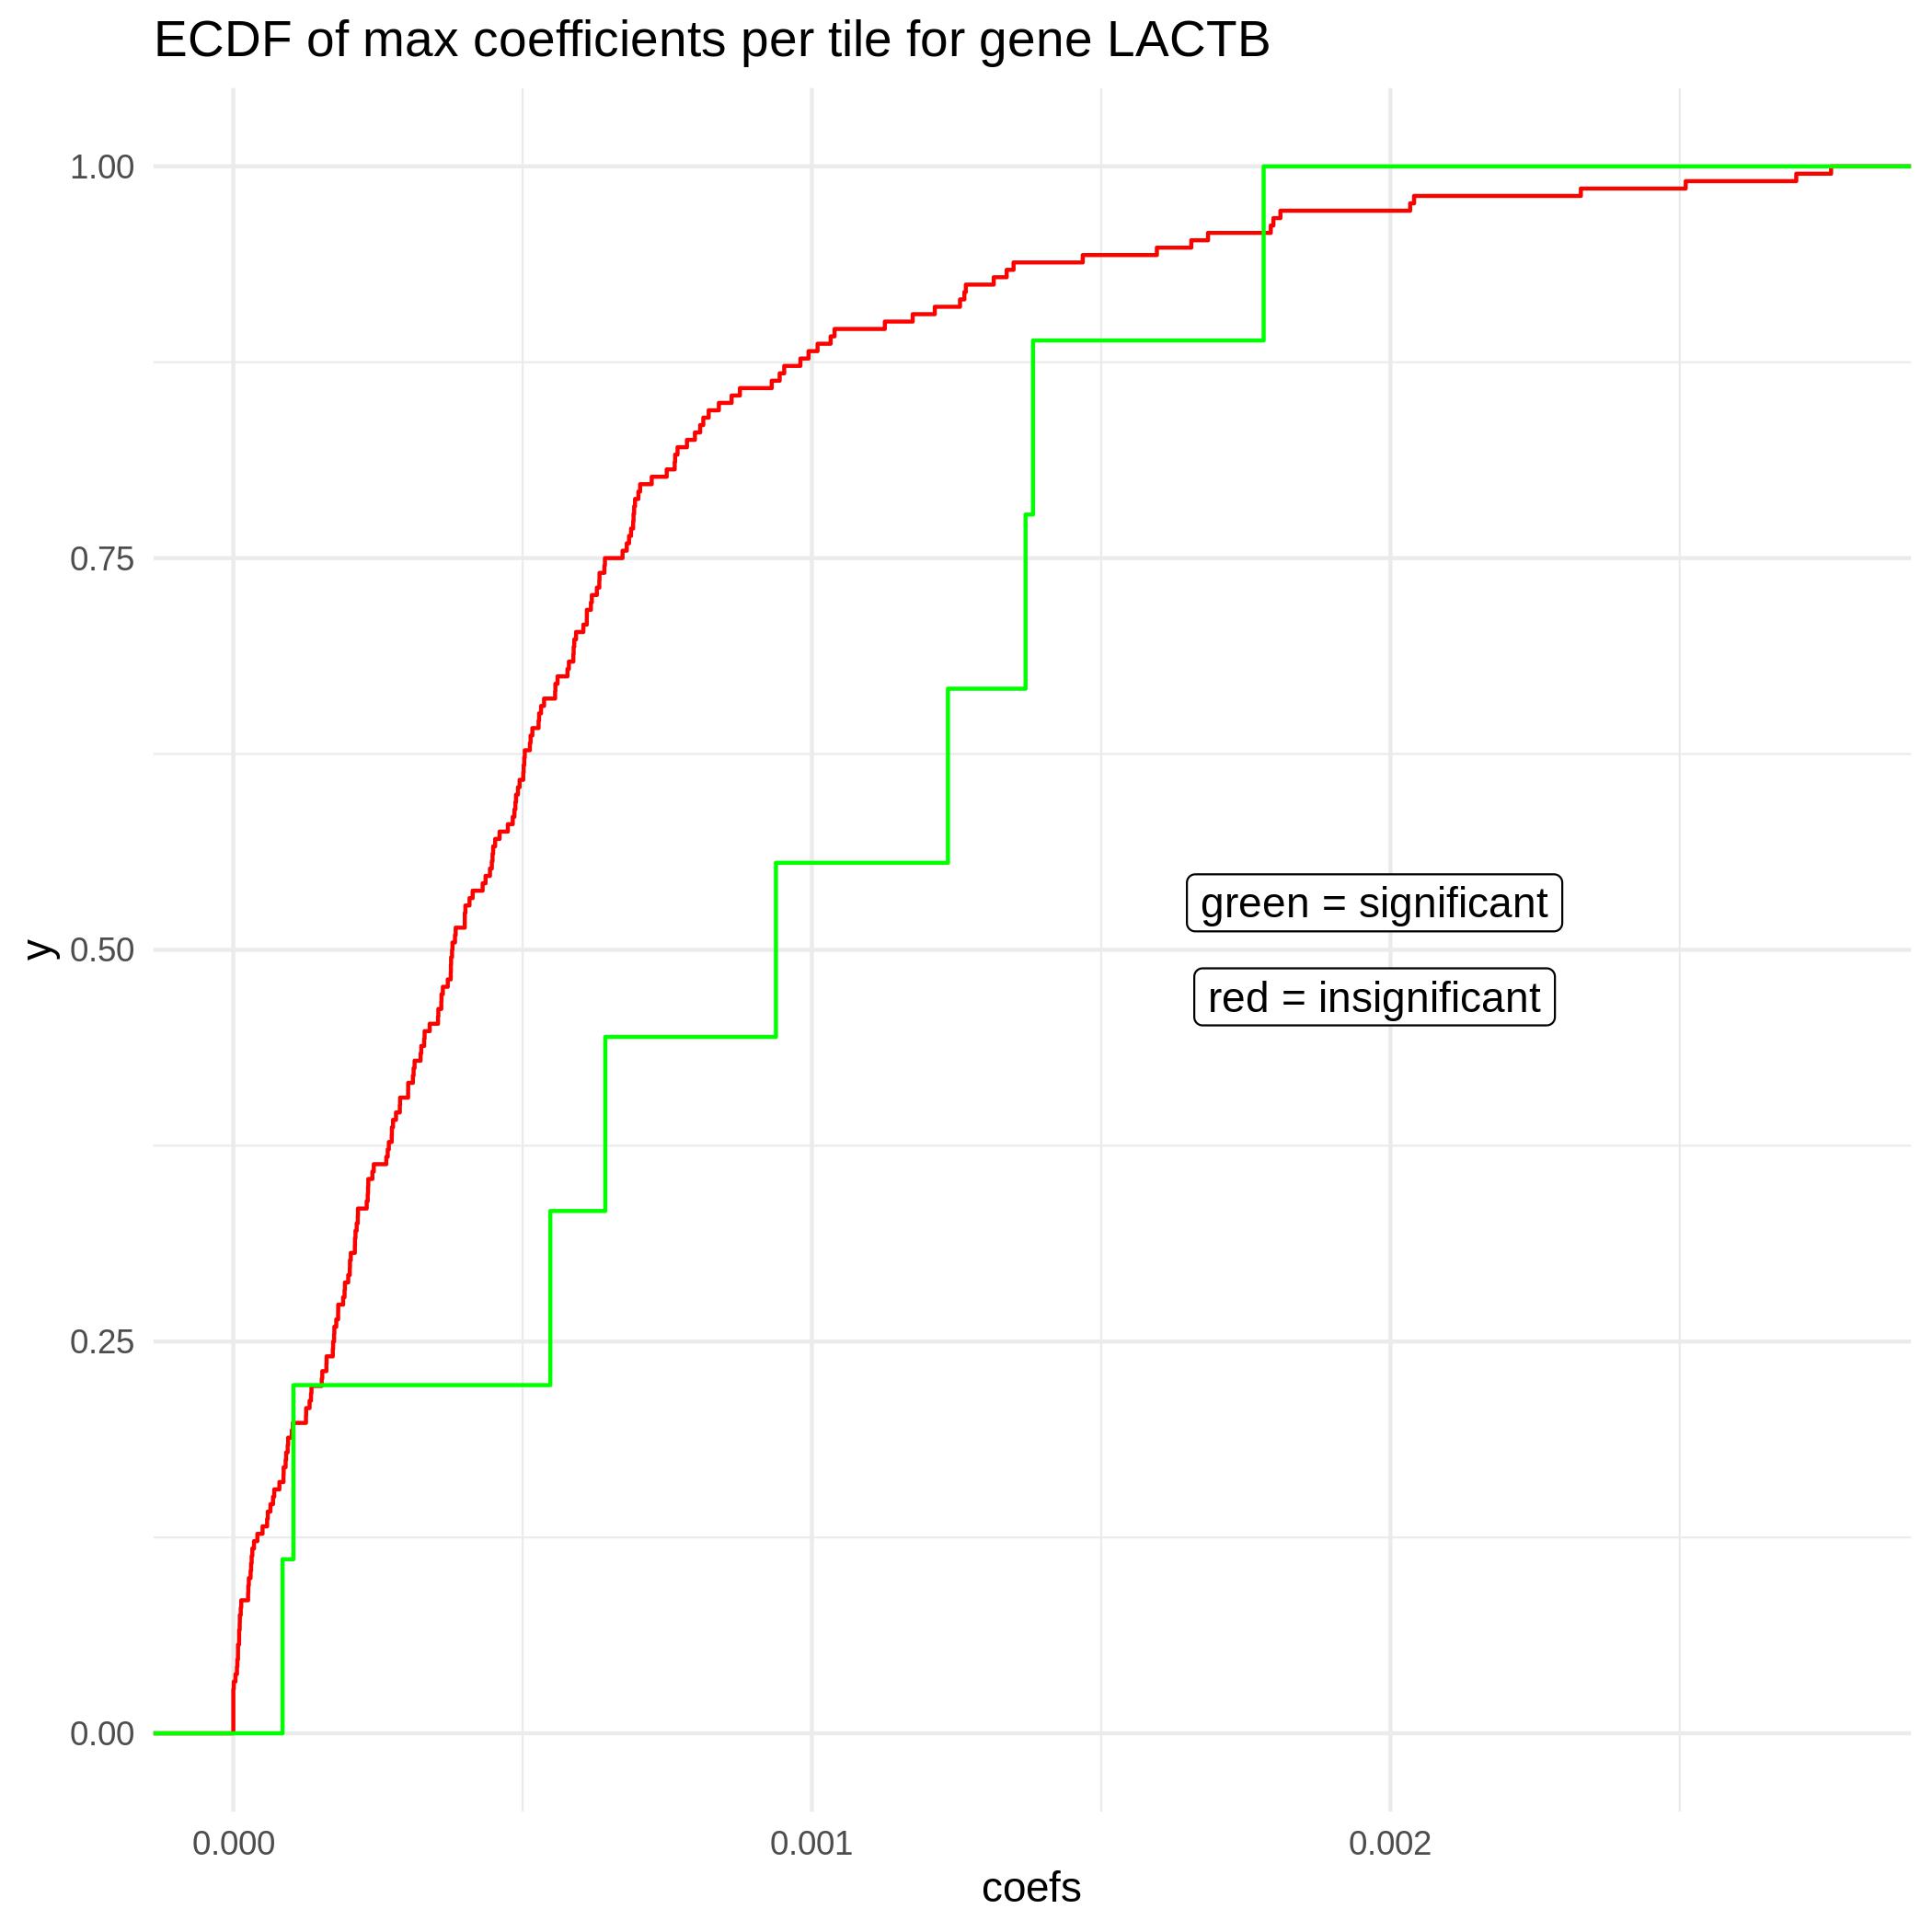 ECDF of max coefficients per tile for gene LACTB
1.00
0.75
0.50
0.25
0.00
y
green = significant
red = insignificant
0.000
0.001
0.002
coefs